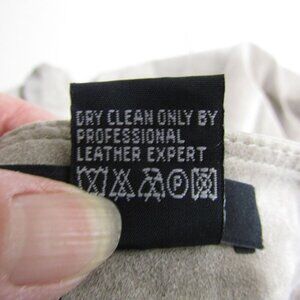 DRY CLEAN ONLY BY
PROFESSIONAL
LEATHER EXPERT
P